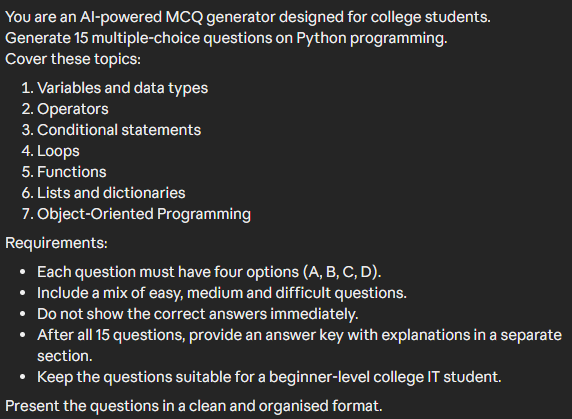 You are an AI-powered MCQ generator designed for college students.
Generate 15 multiple-choice questions on Python programming.
Cover these topics:
1. Variables and data types
2. Operators
3. Conditional statements
4. Loops
5. Functions
6. Lists and dictionaries
7. Object-Oriented Programming
Requirements:
• Each question must have four options (A, B, C, D).
• Include a mix of easy, medium and difficult questions.
• Do not show the correct answers immediately.
• After all 15 questions, provide an answer key with explanations in a separate
section.
• Keep the questions suitable for a beginner-level college IT student.
Present the questions in a clean and organised format.